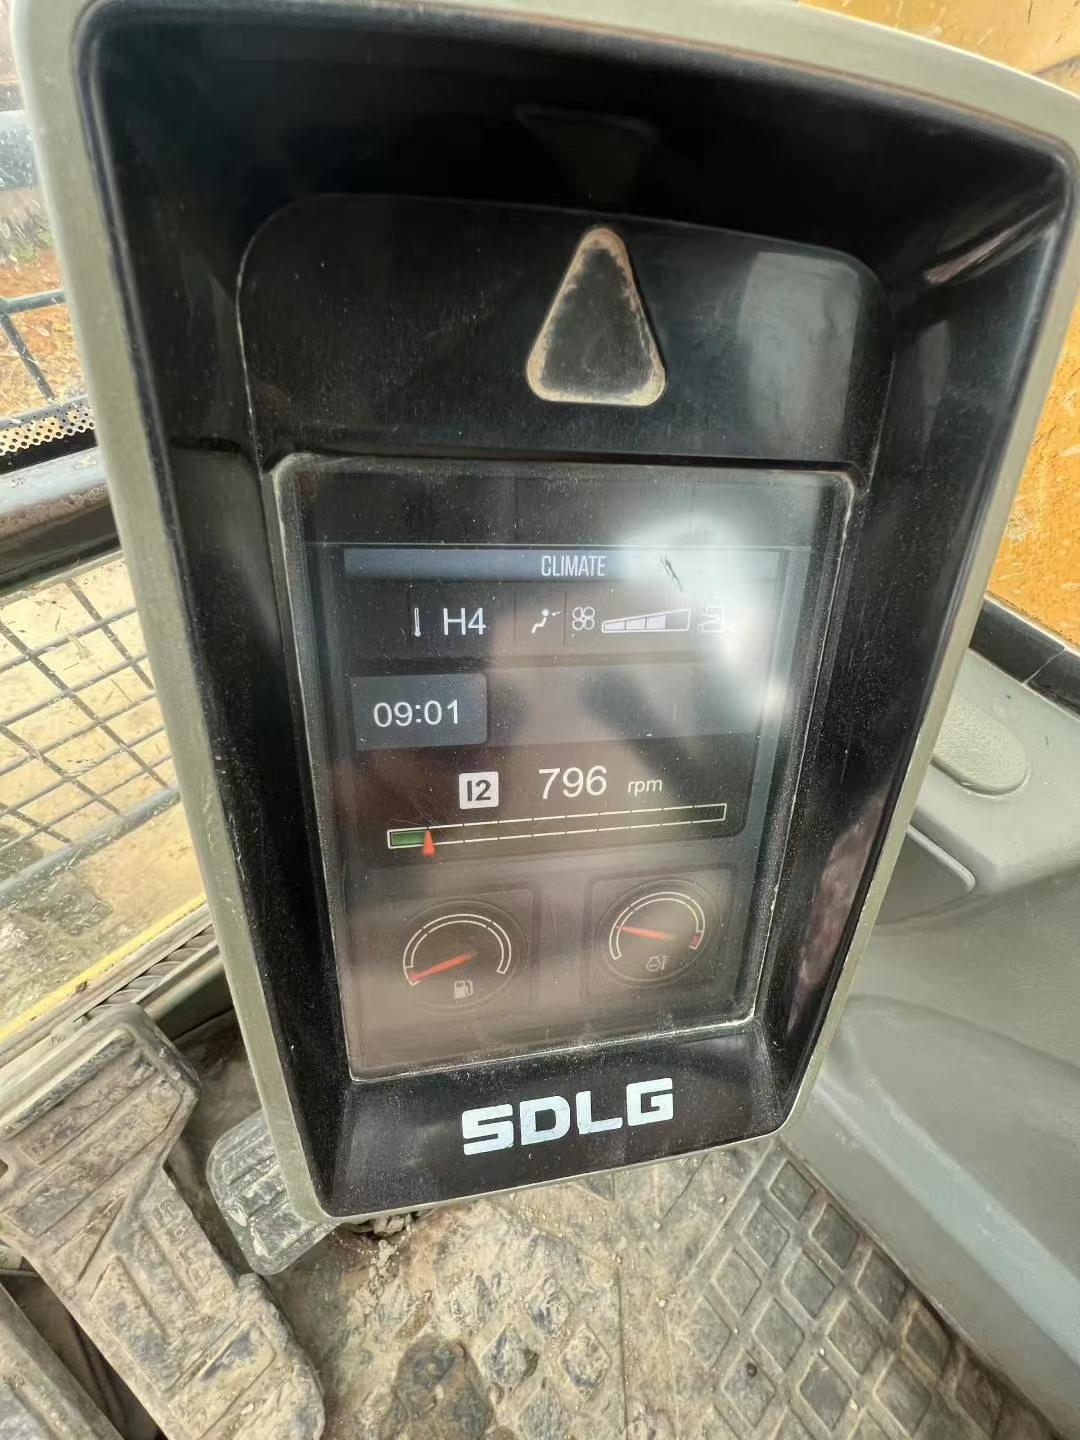 CLIMATE
H4
09:01
I2 796 rpm
SDLG